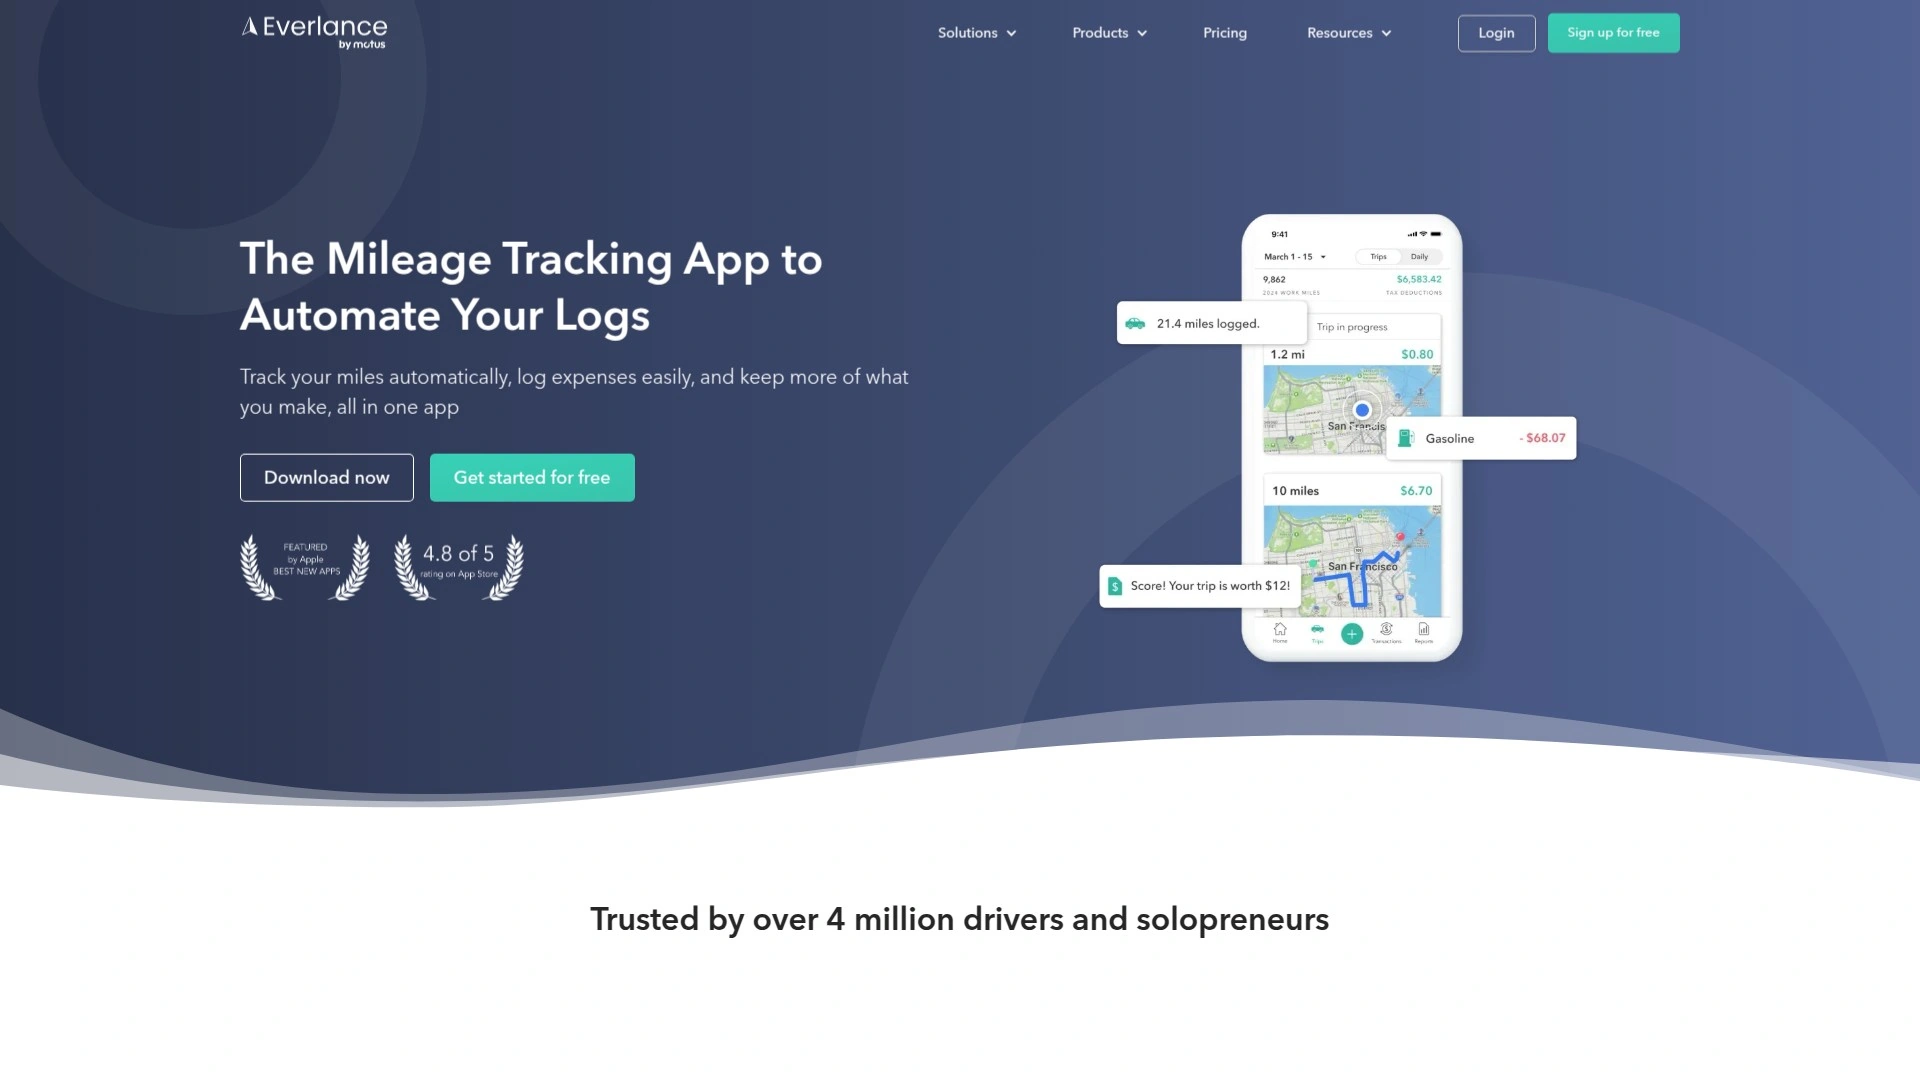 Everlance
by motus
Solutions
Products
Pricing
Resources
Login
Sign up for free
The Mileage Tracking App to
Automate Your Logs
Track your miles automatically, log expenses easily, and keep more of what
you make, all in one app
Download now
Get started for free
FEATURED
by Apple
BEST NEW APPS
4.8 of 5
rating on App Store
9:41
March 1 - 15
Trips
Daily
9,862
$6,583.42
2024 WORK MILES
TAX DEDUCTIONS
21.4 miles logged.
Trip in progress
1.2 mi
$0.80
San Francis
Gasoline
- $68.07
10 miles
$6.70
San Francisco
Score! Your trip is worth $12!
Home
Trips
Transactions
Reports
Trusted by over 4 million drivers and solopreneurs